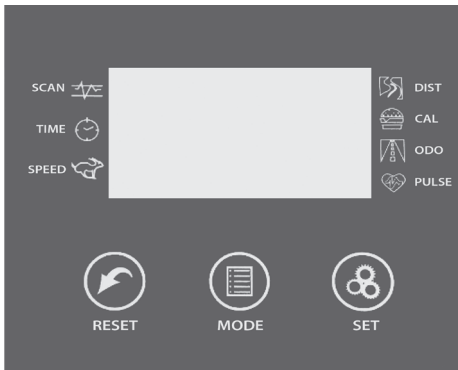 SCAN
TIME
SPEED
DIST
CAL
ODO
PULSE
RESET
MODE
SET